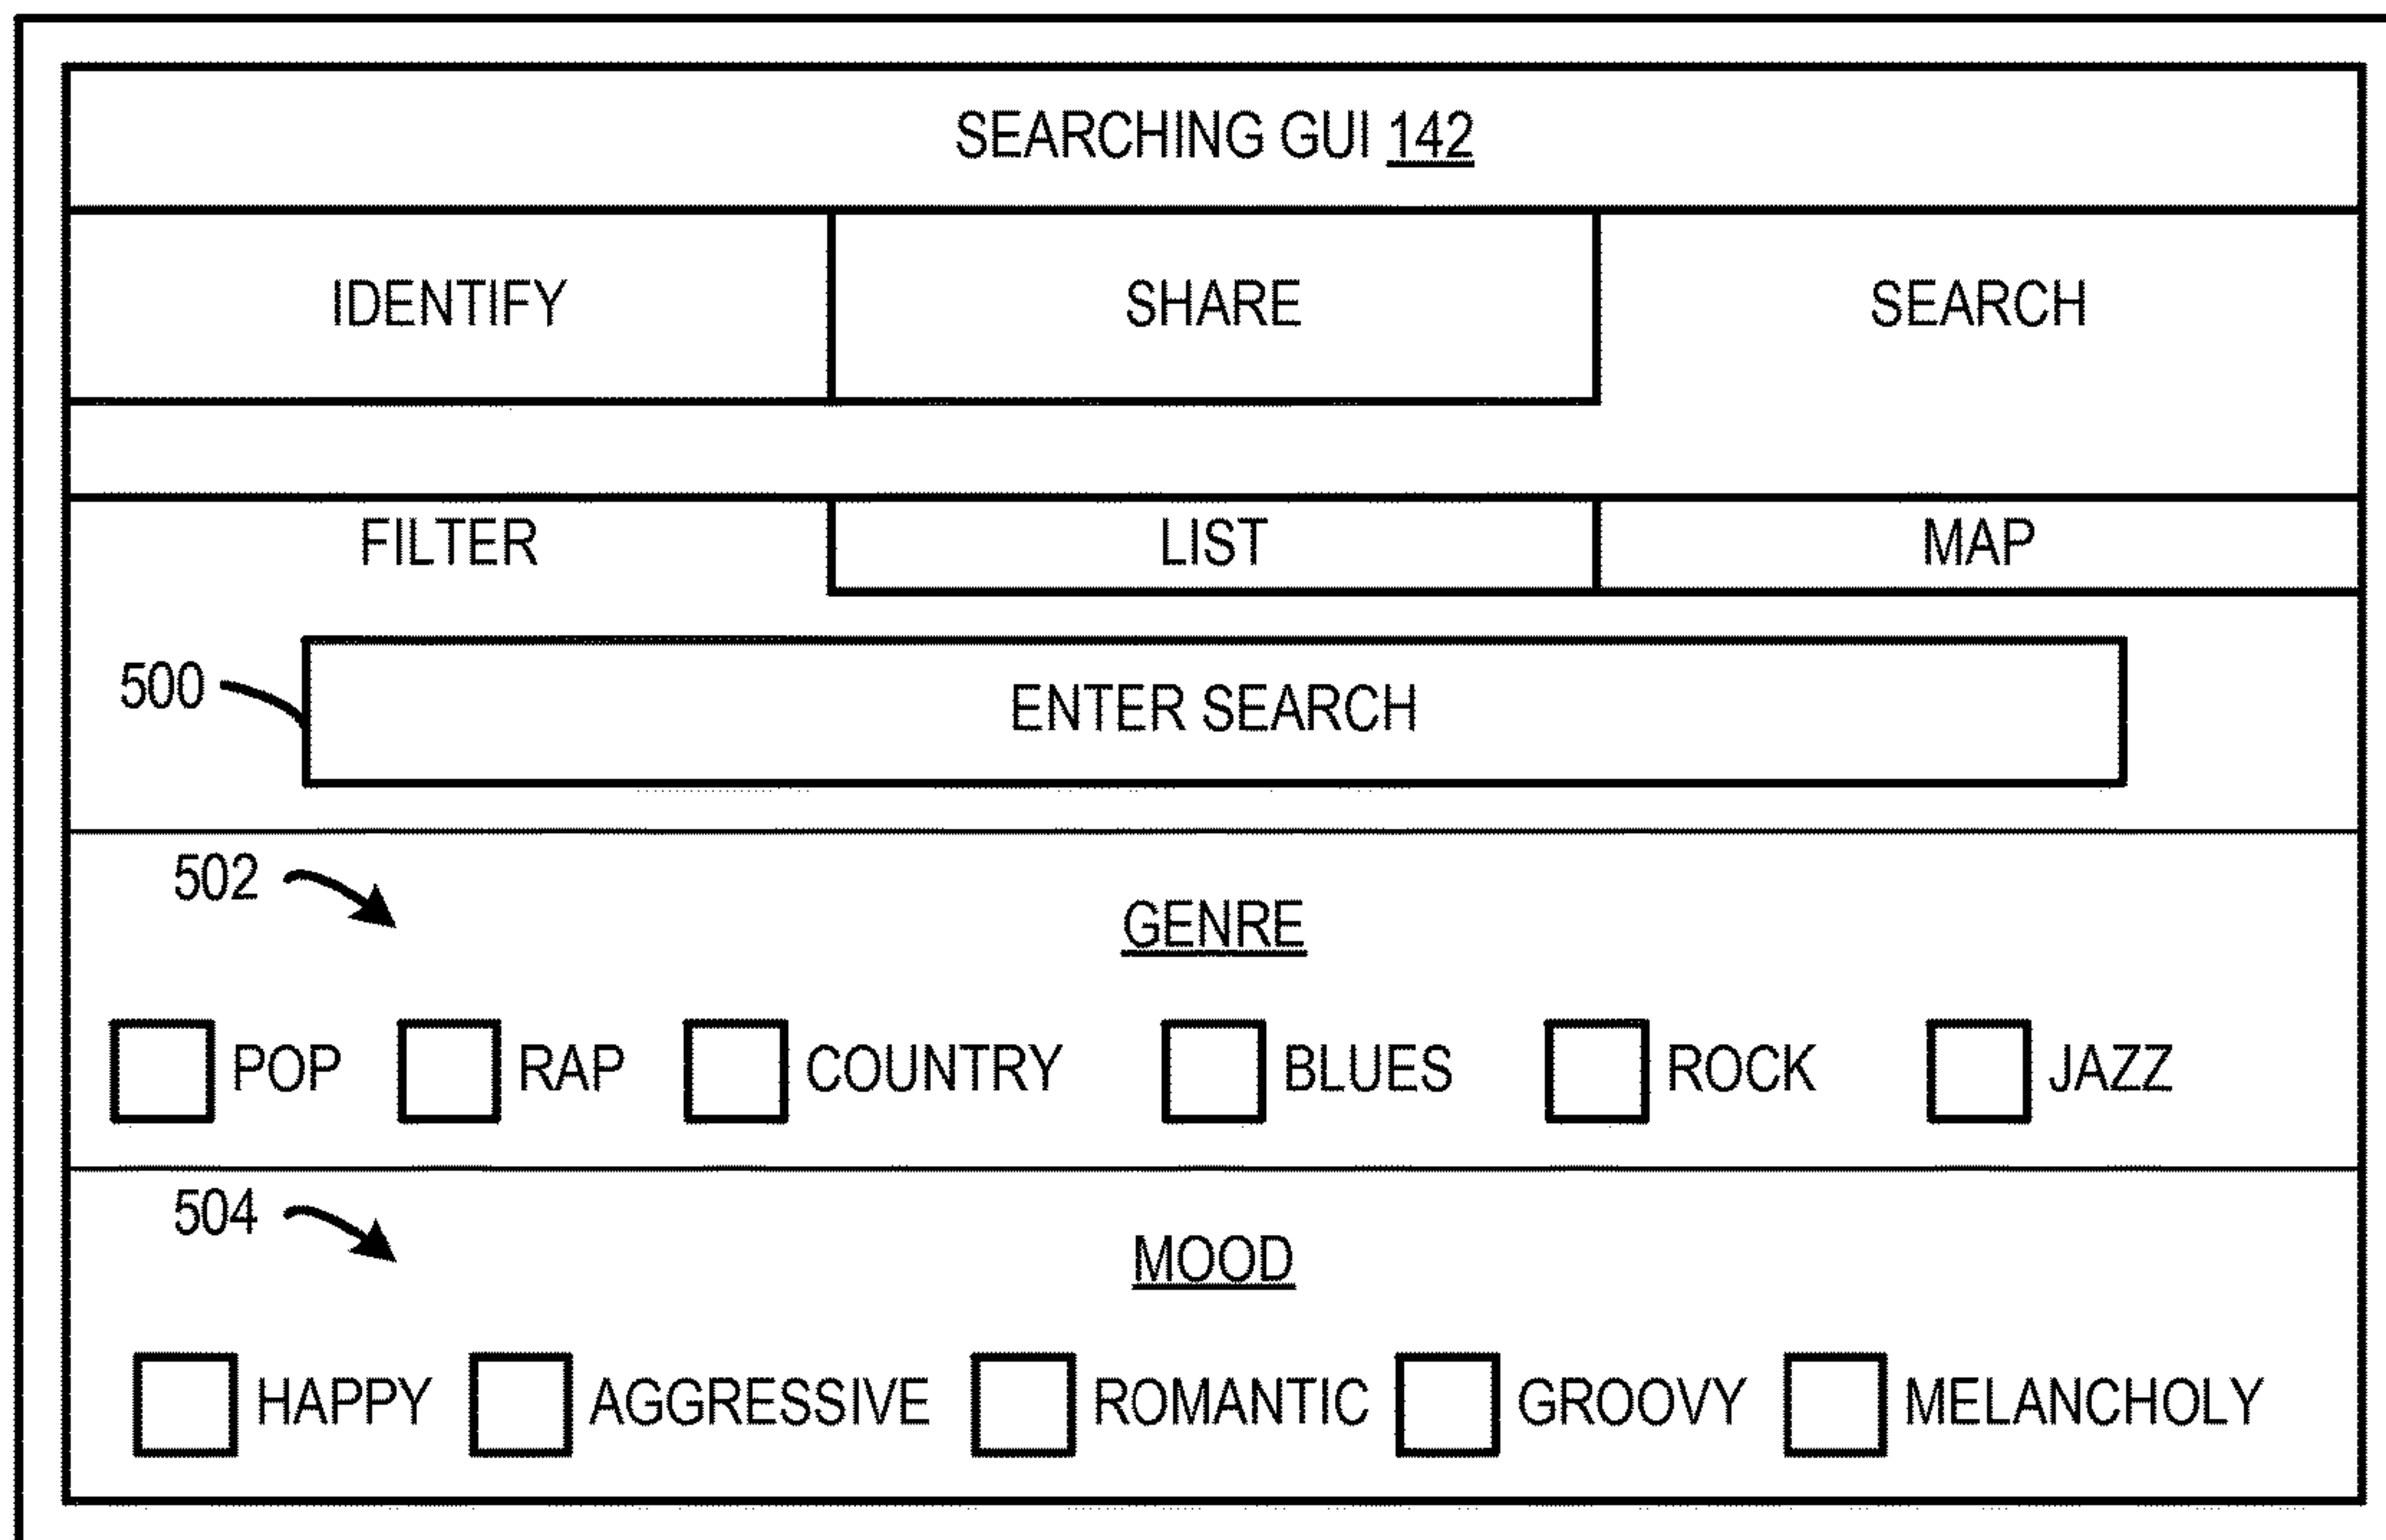 SEARCHING GUI 142
IDENTIFY SHARE SEARCH
FILTER LIST MAP
500 ENTER SEARCH
502
GENRE
POP RAP COUNTRY BLUES ROCK JAZZ
504
MOOD
HAPPY AGGRESSIVE ROMANTIC GROOVY MELANCHOLY